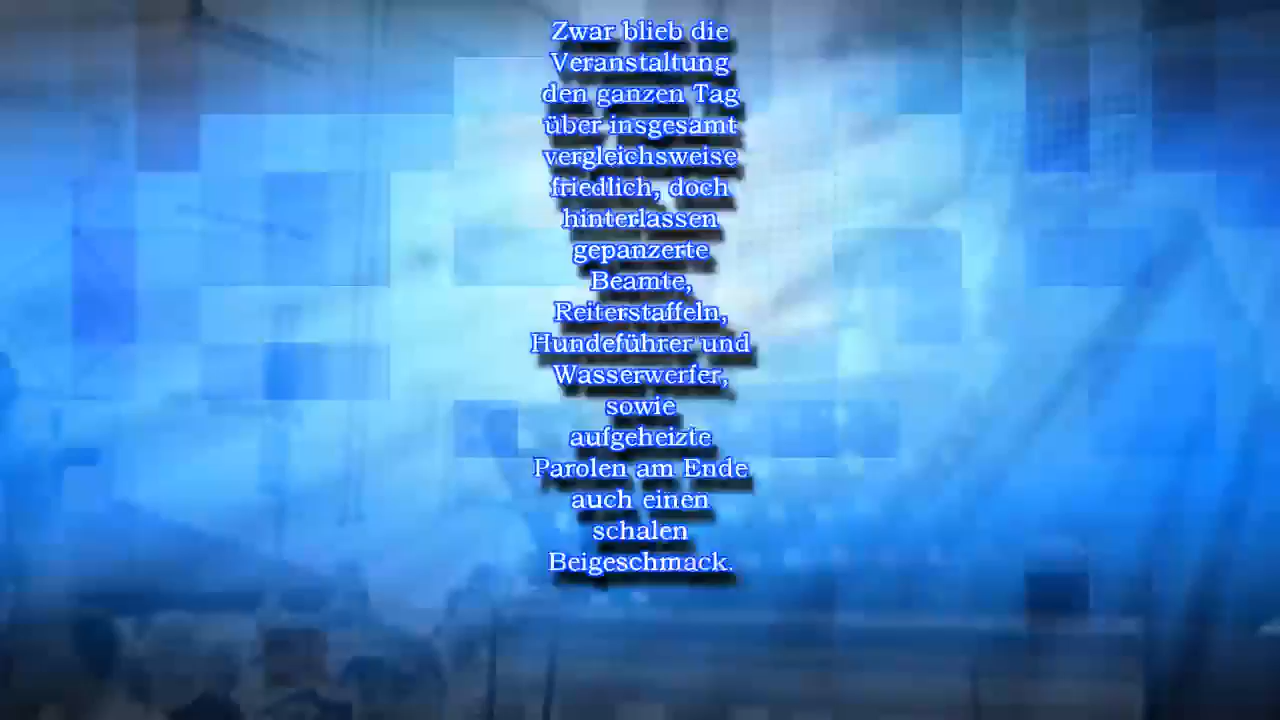 Zwar blieb die
Veranstaltung
den ganzen Tag
über insgesamt
vergleichsweise
friedlich, doch
hinterlassen
gepanzerte
Beamte,
Reiterstaffeln,
Hundeführer und
Wasserwerfer,
sowie
aufgeheizte
Parolen am Ende
auch einen
schalen
Beigeschmack.